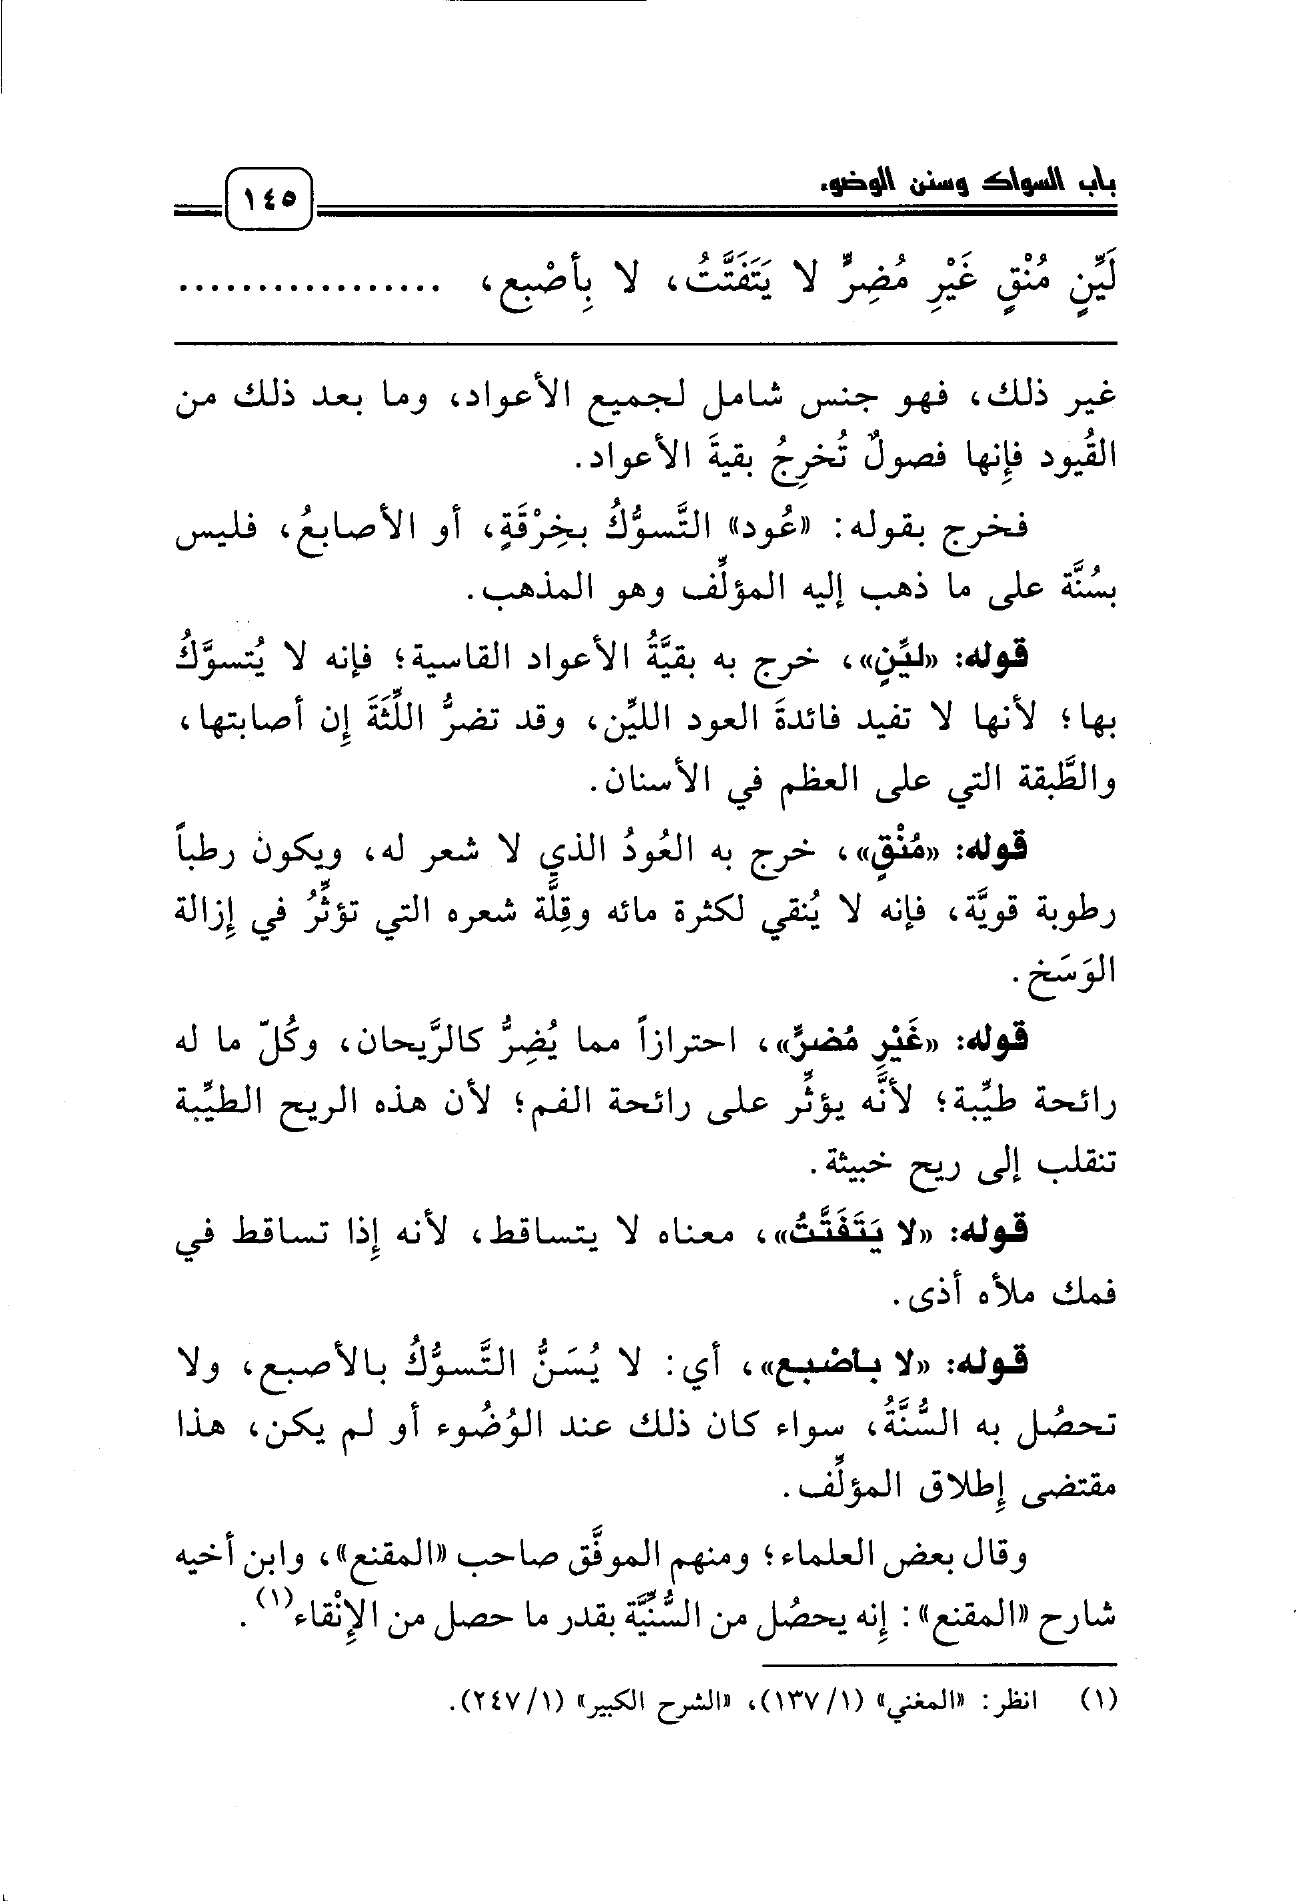 باب السواك وسنن الوضوء
١٤٥
لَيِّنٍ مُنْقٍ غَيْرِ مُضِرٍّ لا يَتَفَتَّتُ، لا بِأَصْبع، .................
غير ذلك، فهو جنس شامل لجميع الأعواد، وما بعد ذلك من
القُيود فإِنها فصولٌ تُخرِجُ بقيةَ الأعواد.
فخرج بقوله: «عُود» التَّسوُّكُ بخِرْقَةٍ، أو الأصابعُ، فليس
بسُنَّة على ما ذهب إليه المؤلِّف وهو المذهب.
قوله: «ليِّنٍ»، خرج به بقيَّةُ الأعواد القاسية؛ فإنه لا يُتسوَّكُ
بها؛ لأنها لا تفيد فائدةَ العود الليِّن، وقد تضرُّ اللِّثَةَ إِن أصابتها،
والطَّبقة التي على العظم في الأسنان.
قوله: «مُنْقٍ»، خرج به العُودُ الذي لا شعر له، ويكون رطباً
رطوبة قويَّة، فإنه لا يُنقي لكثرة مائه وقِلَّة شعره التي تؤثِّرُ في إِزالة
الوَسَخ.
قوله: «غَيْرِ مُضرٍّ»، احترازاً مما يُضِرُّ كالرَّيحان، وكُلّ ما له
رائحة طيِّبة؛ لأنَّه يؤثِّر على رائحة الفم؛ لأن هذه الريح الطيِّبة
تنقلب إلى ريح خبيثة.
قوله: «لا يَتَفَتَّتُ»، معناه لا يتساقط، لأنه إِذا تساقط في
فمك ملأه أذى.
قوله: «لا بأصْبع»، أي: لا يُسَنُّ التَّسوُّكُ بالأصبع، ولا
تحصُل به السُّنَّةُ، سواء كان ذلك عند الوُضُوء أو لم يكن، هذا
مقتضى إِطلاق المؤلِّف.
وقال بعض العلماء؛ ومنهم الموفَّق صاحب «المقنع»، وابن أخيه
شارح «المقنع»: إِنه يحصُل من السُّنِّيَّة بقدر ما حصل من الإِنْقاء(١).
(١) انظر: «المغني» (١/ ١٣٧)، «الشرح الكبير» (١/ ٢٤٧).